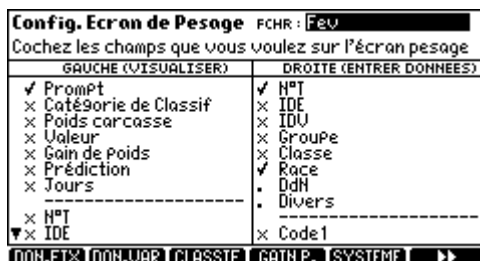 Config. Ecran de Pesage FCHR : Fev
Cochez les champs que vous voulez sur l'écran pesage
GAUCHE (VISUALISER) DROITE (ENTRER DONNEES)
✓ Prompt ✓ N°T
× Catégorie de Classif × IDE
× Poids carcasse × IDV
× Valeur × Groupe
× Gain de Poids × Classe
× Prédiction ✓ Race
× Jours . DdN
-------------------- . Divers
× N°T --------------------
▼× IDE × Code1
DON.FIX DON.VAR CLASSIF GAIN P. SYSTEME ▶▶